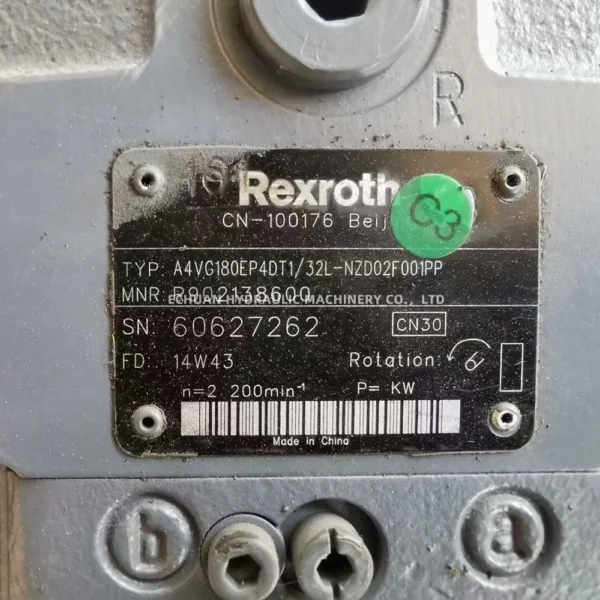 R
Rexroth
C3
CN-100176 Beij
TYP: A4VG180EP4DT1/32L-NZD02F001PP
MNR: R902138600
ECHUAN HYDRAULIC MACHINERY CO., LTD
SN: 60627262 CN30
FD: 14W43 Rotation:
n=2 200min⁻¹ P= KW
Made in China
b a